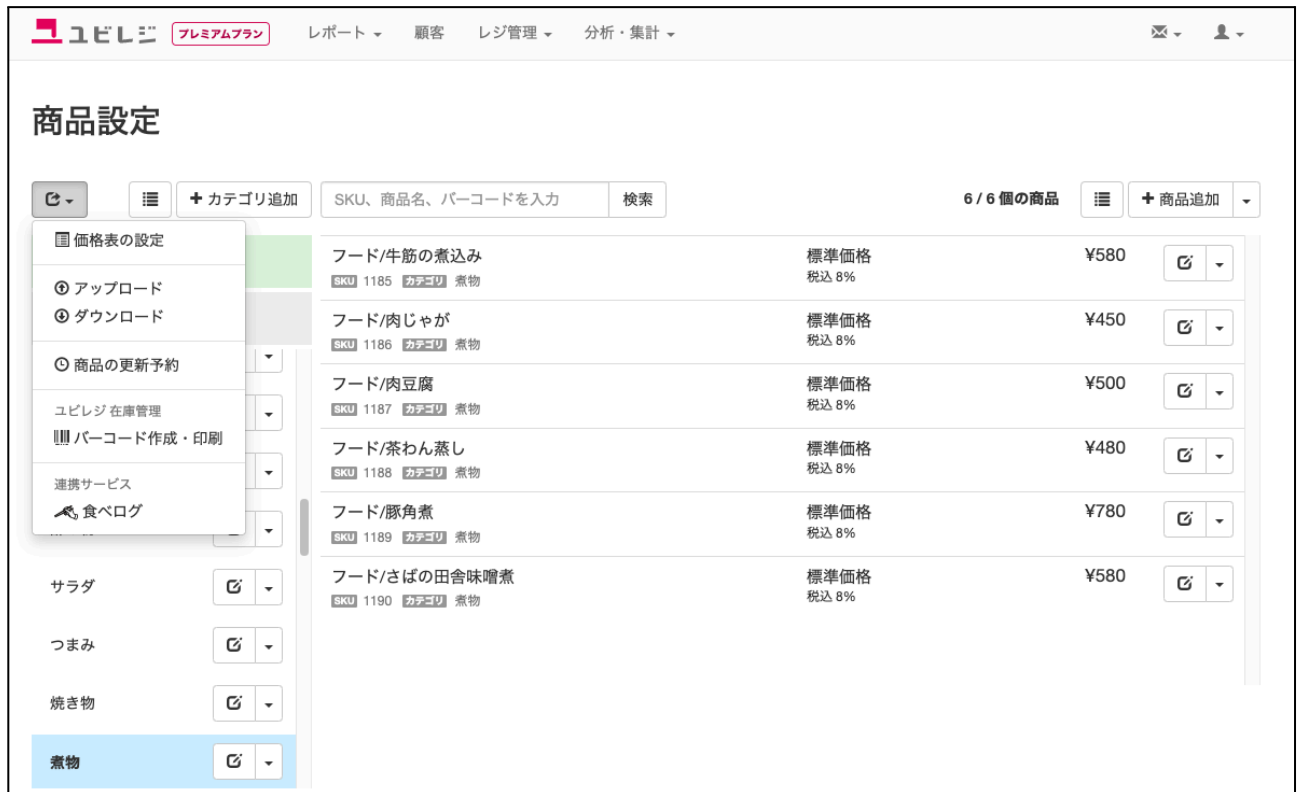 ユビレジ プレミアムプラン レポート 顧客 レジ管理 分析・集計
商品設定
カテゴリ追加 SKU、商品名、バーコードを入力 検索 6 / 6 個の商品 商品追加
価格表の設定
アップロード
ダウンロード
商品の更新予約
ユビレジ 在庫管理
バーコード作成・印刷
連携サービス
食べログ
サラダ
つまみ
焼き物
煮物
フード/牛筋の煮込み 標準価格 ¥580
SKU 1185 カテゴリ 煮物 税込 8%
フード/肉じゃが 標準価格 ¥450
SKU 1186 カテゴリ 煮物 税込 8%
フード/肉豆腐 標準価格 ¥500
SKU 1187 カテゴリ 煮物 税込 8%
フード/茶わん蒸し 標準価格 ¥480
SKU 1188 カテゴリ 煮物 税込 8%
フード/豚角煮 標準価格 ¥780
SKU 1189 カテゴリ 煮物 税込 8%
フード/さばの田舎味噌煮 標準価格 ¥580
SKU 1190 カテゴリ 煮物 税込 8%